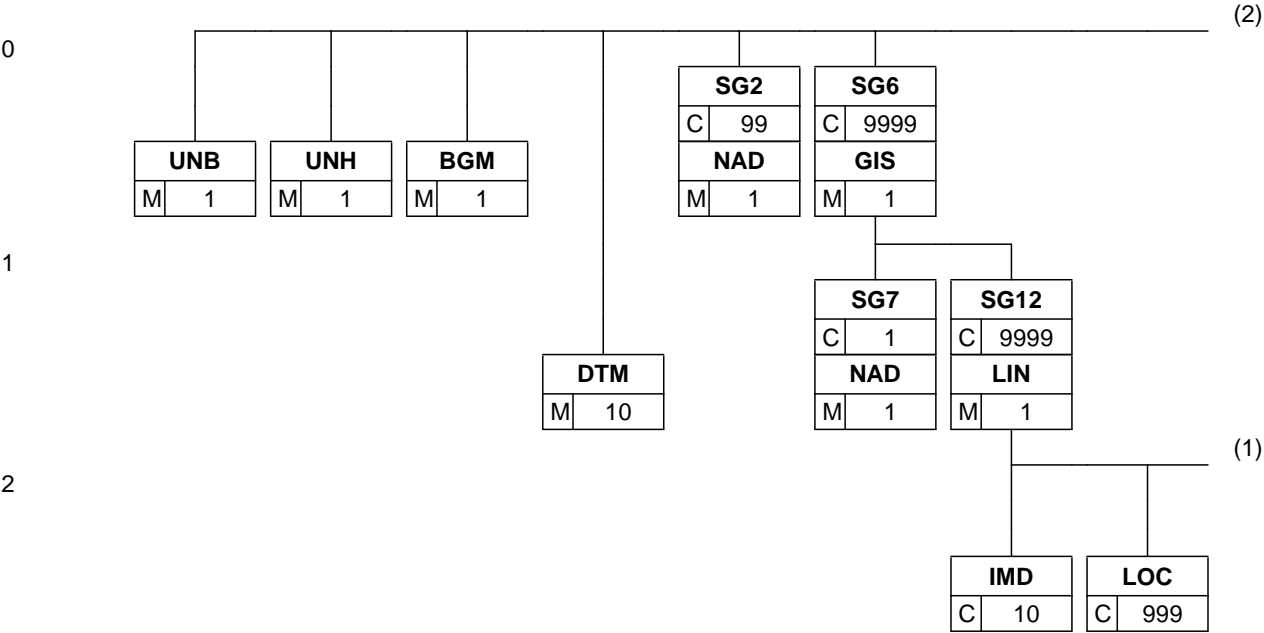 (2)
0
SG2 SG6
C 99 C 9999
UNB UNH BGM NAD GIS
M 1 M 1 M 1 M 1 M 1
1
SG7 SG12
C 1 C 9999
DTM NAD LIN
M 10 M 1 M 1
(1)
2
IMD LOC
C 10 C 999